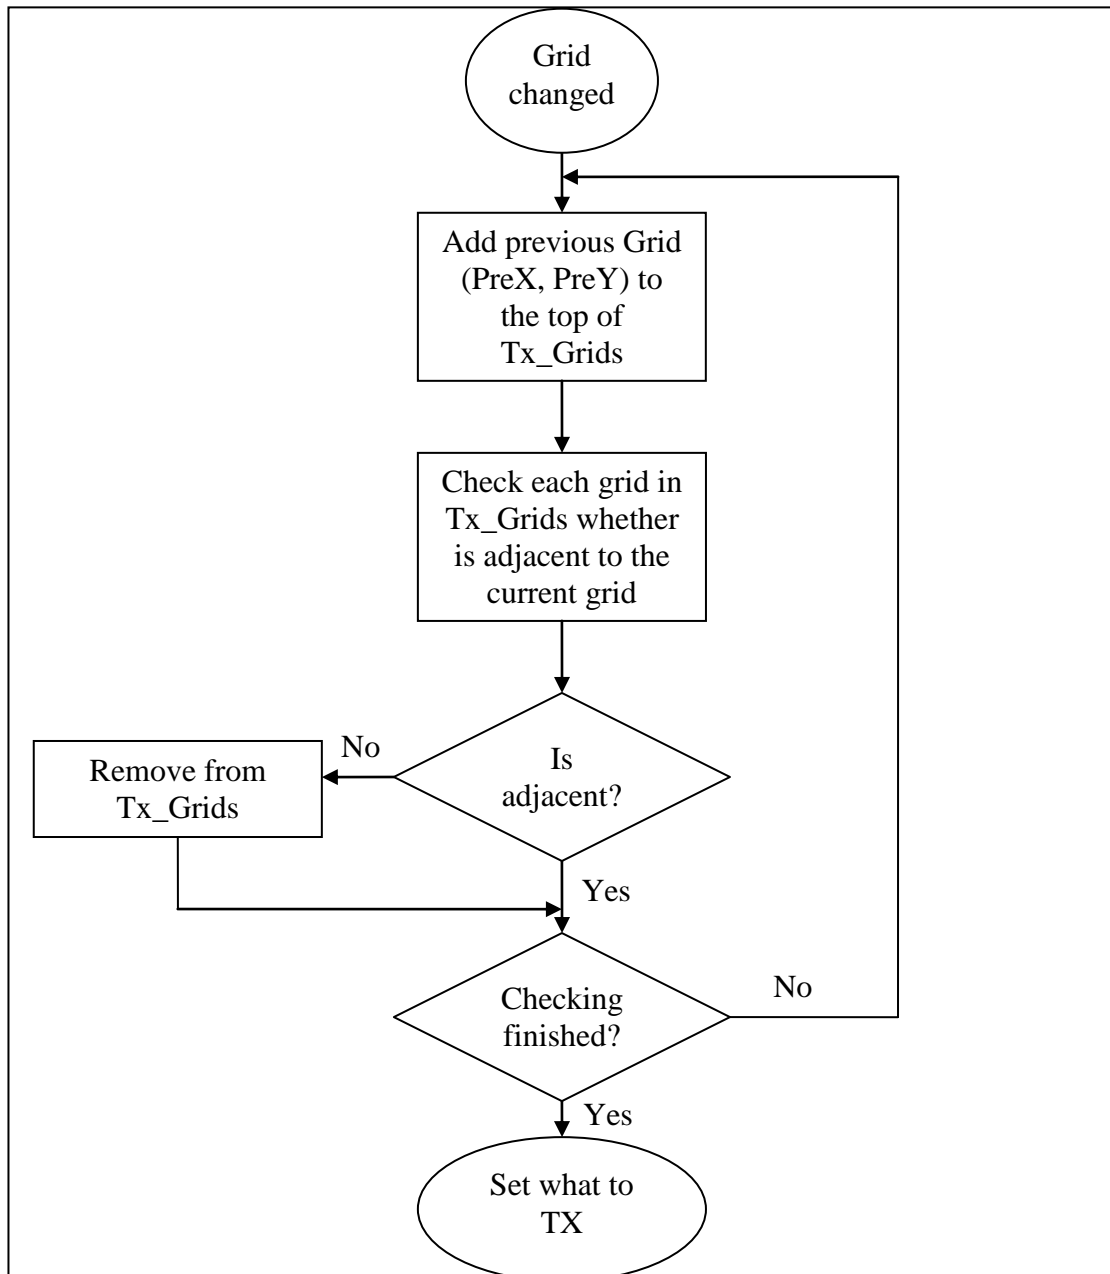 Grid
changed
Add previous Grid
(PreX, PreY) to
the top of
Tx_Grids
Check each grid in
Tx_Grids whether
is adjacent to the
current grid
No
Is
adjacent?
Remove from
Tx_Grids
Yes
Checking
finished?
No
Yes
Set what to
TX